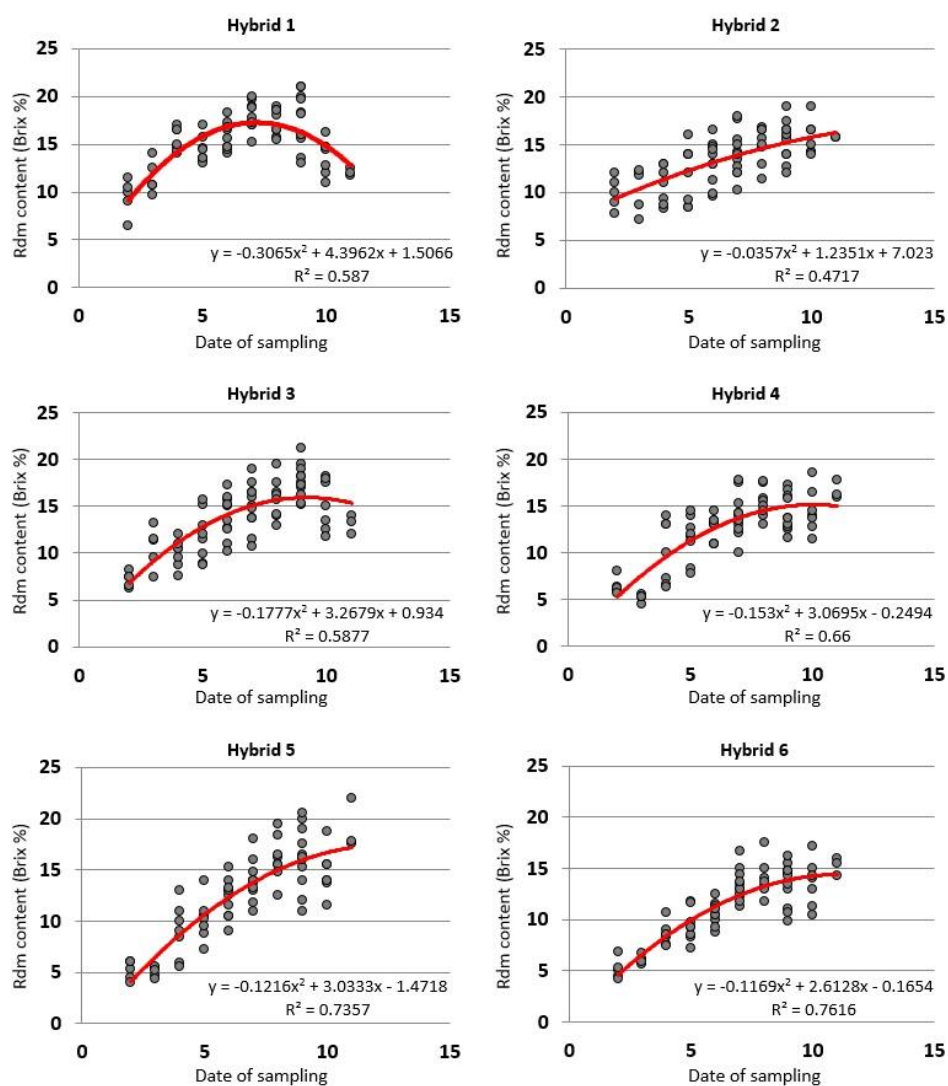 Hybrid 1
Rdm content (Brix %)
25
20
15
10
5
0
y = -0.3065x² + 4.3962x + 1.5066
R² = 0.587
0 5 10 15
Date of sampling
Hybrid 2
Rdm content (Brix %)
25
20
15
10
5
0
y = -0.0357x² + 1.2351x + 7.023
R² = 0.4717
0 5 10 15
Date of sampling
Hybrid 3
Rdm content (Brix %)
25
20
15
10
5
0
y = -0.1777x² + 3.2679x + 0.934
R² = 0.5877
0 5 10 15
Date of sampling
Hybrid 4
Rdm content (Brix %)
25
20
15
10
5
0
y = -0.153x² + 3.0695x - 0.2494
R² = 0.66
0 5 10 15
Date of sampling
Hybrid 5
Rdm content (Brix %)
25
20
15
10
5
0
y = -0.1216x² + 3.0333x - 1.4718
R² = 0.7357
0 5 10 15
Date of sampling
Hybrid 6
Rdm content (Brix %)
25
20
15
10
5
0
y = -0.1169x² + 2.6128x - 0.1654
R² = 0.7616
0 5 10 15
Date of sampling